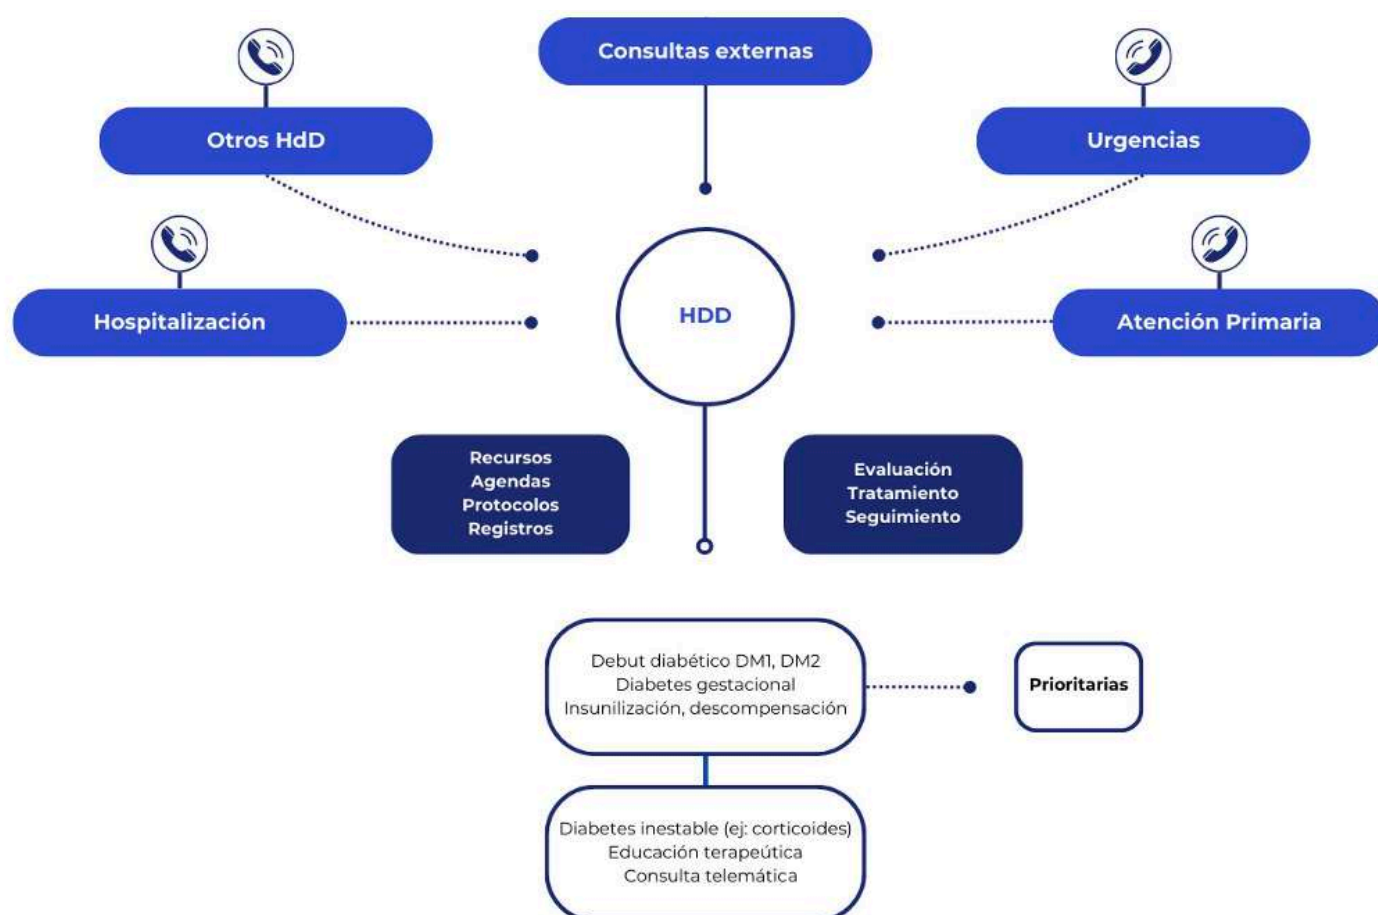 Consultas externas
Otros HdD
Urgencias
Hospitalización
HDD
Atención Primaria
Recursos
Agendas
Protocolos
Registros
Evaluación
Tratamiento
Seguimiento
Debut diabético DM1, DM2
Diabetes gestacional
Insunilización, descompensación
Prioritarias
Diabetes inestable (ej: corticoides)
Educación terapeútica
Consulta telemática